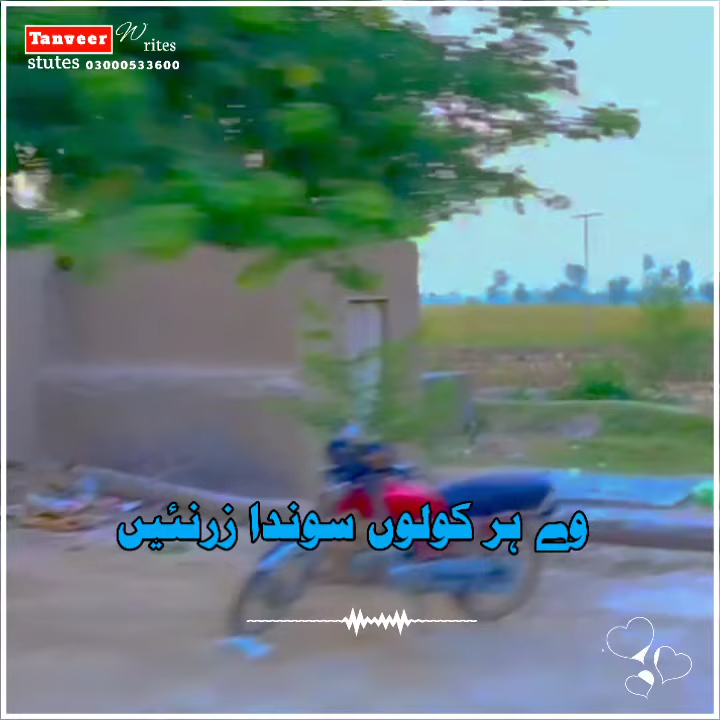 Tanveer Writes
stutes 03000533600
وے ہر کولوں سوندا زرنئیں